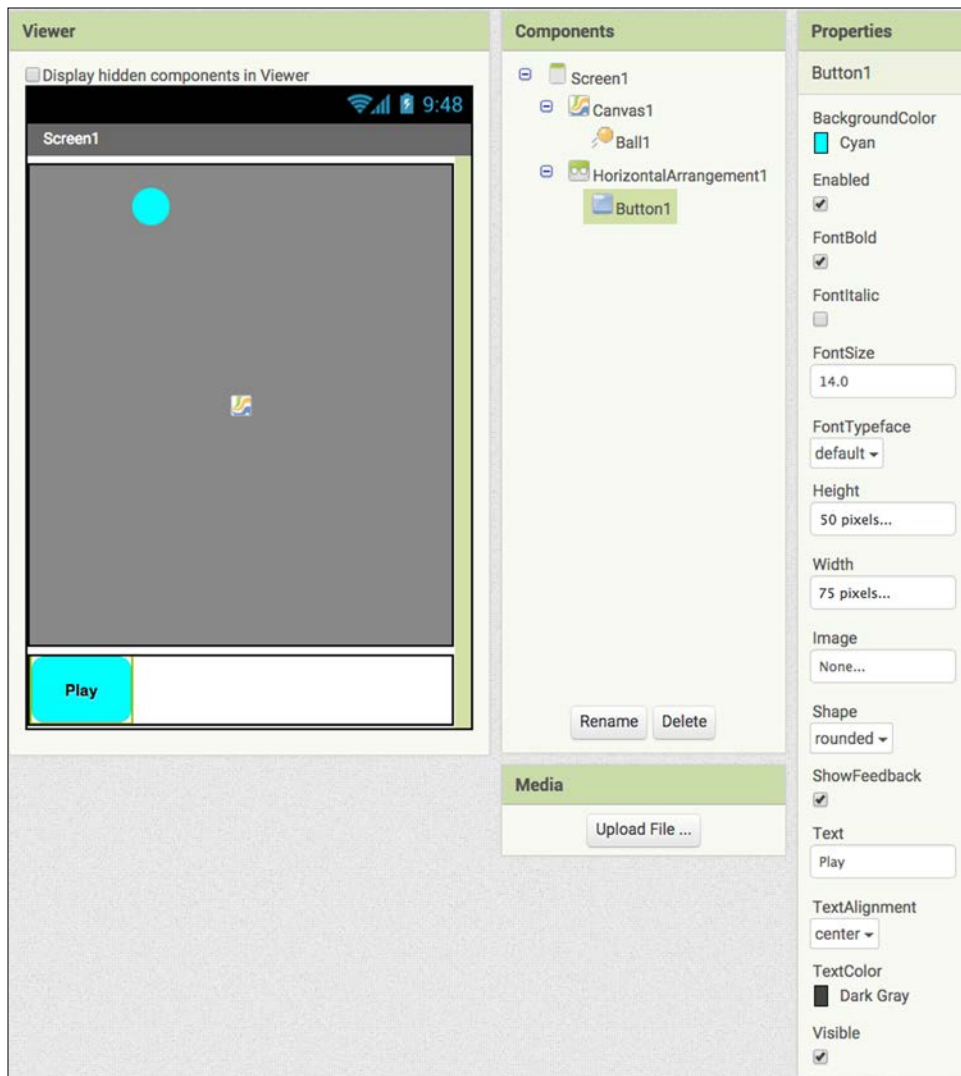 Viewer
Display hidden components in Viewer
9:48
Screen1
Play
Components
Screen1
Canvas1
Ball1
HorizontalArrangement1
Button1
Rename Delete
Media
Upload File ...
Properties
Button1
BackgroundColor
Cyan
Enabled
FontBold
FontItalic
FontSize
14.0
FontTypeface
default
Height
50 pixels...
Width
75 pixels...
Image
None...
Shape
rounded
ShowFeedback
Text
Play
TextAlignment
center
TextColor
Dark Gray
Visible